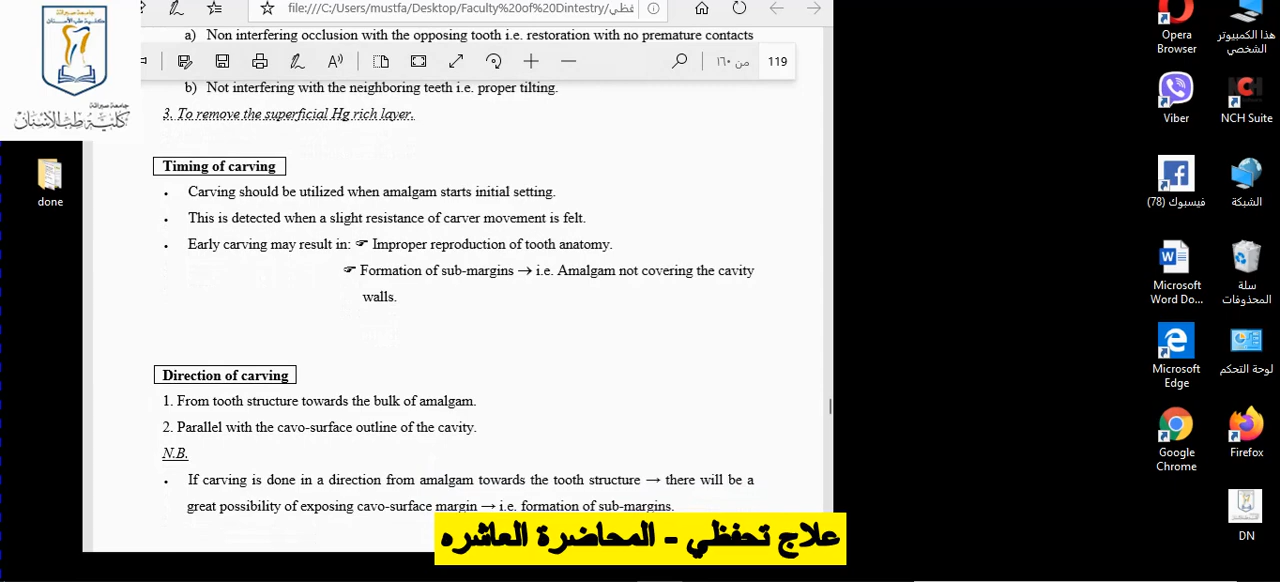 جامعة صبراتة
كلية طب الأسنان
file:///C:/Users/mustfa/Desktop/Faculty%20of%20Dintestry/
a) Non interfering occlusion with the opposing tooth i.e. restoration with no premature contacts
من ١٦٠ 119
b) Not interfering with the neighboring teeth i.e. proper tilting.
3. To remove the superficial Hg rich layer.
Timing of carving
• Carving should be utilized when amalgam starts initial setting.
• This is detected when a slight resistance of carver movement is felt.
• Early carving may result in: ☞ Improper reproduction of tooth anatomy.
☞ Formation of sub-margins → i.e. Amalgam not covering the cavity
walls.
Direction of carving
1. From tooth structure towards the bulk of amalgam.
2. Parallel with the cavo-surface outline of the cavity.
N.B.
• If carving is done in a direction from amalgam towards the tooth structure → there will be a
great possibility of exposing cavo-surface margin → i.e. formation of sub-margins.
علاج تحفظي - المحاضرة العاشره
done
Opera
Browser
هذا الكمبيوتر
الشخصي
Viber
NCH Suite
فيسبوك (78)
الشبكة
Microsoft
Word Do...
سلة
المحذوفات
Microsoft
Edge
لوحة التحكم
Google
Chrome
Firefox
DN